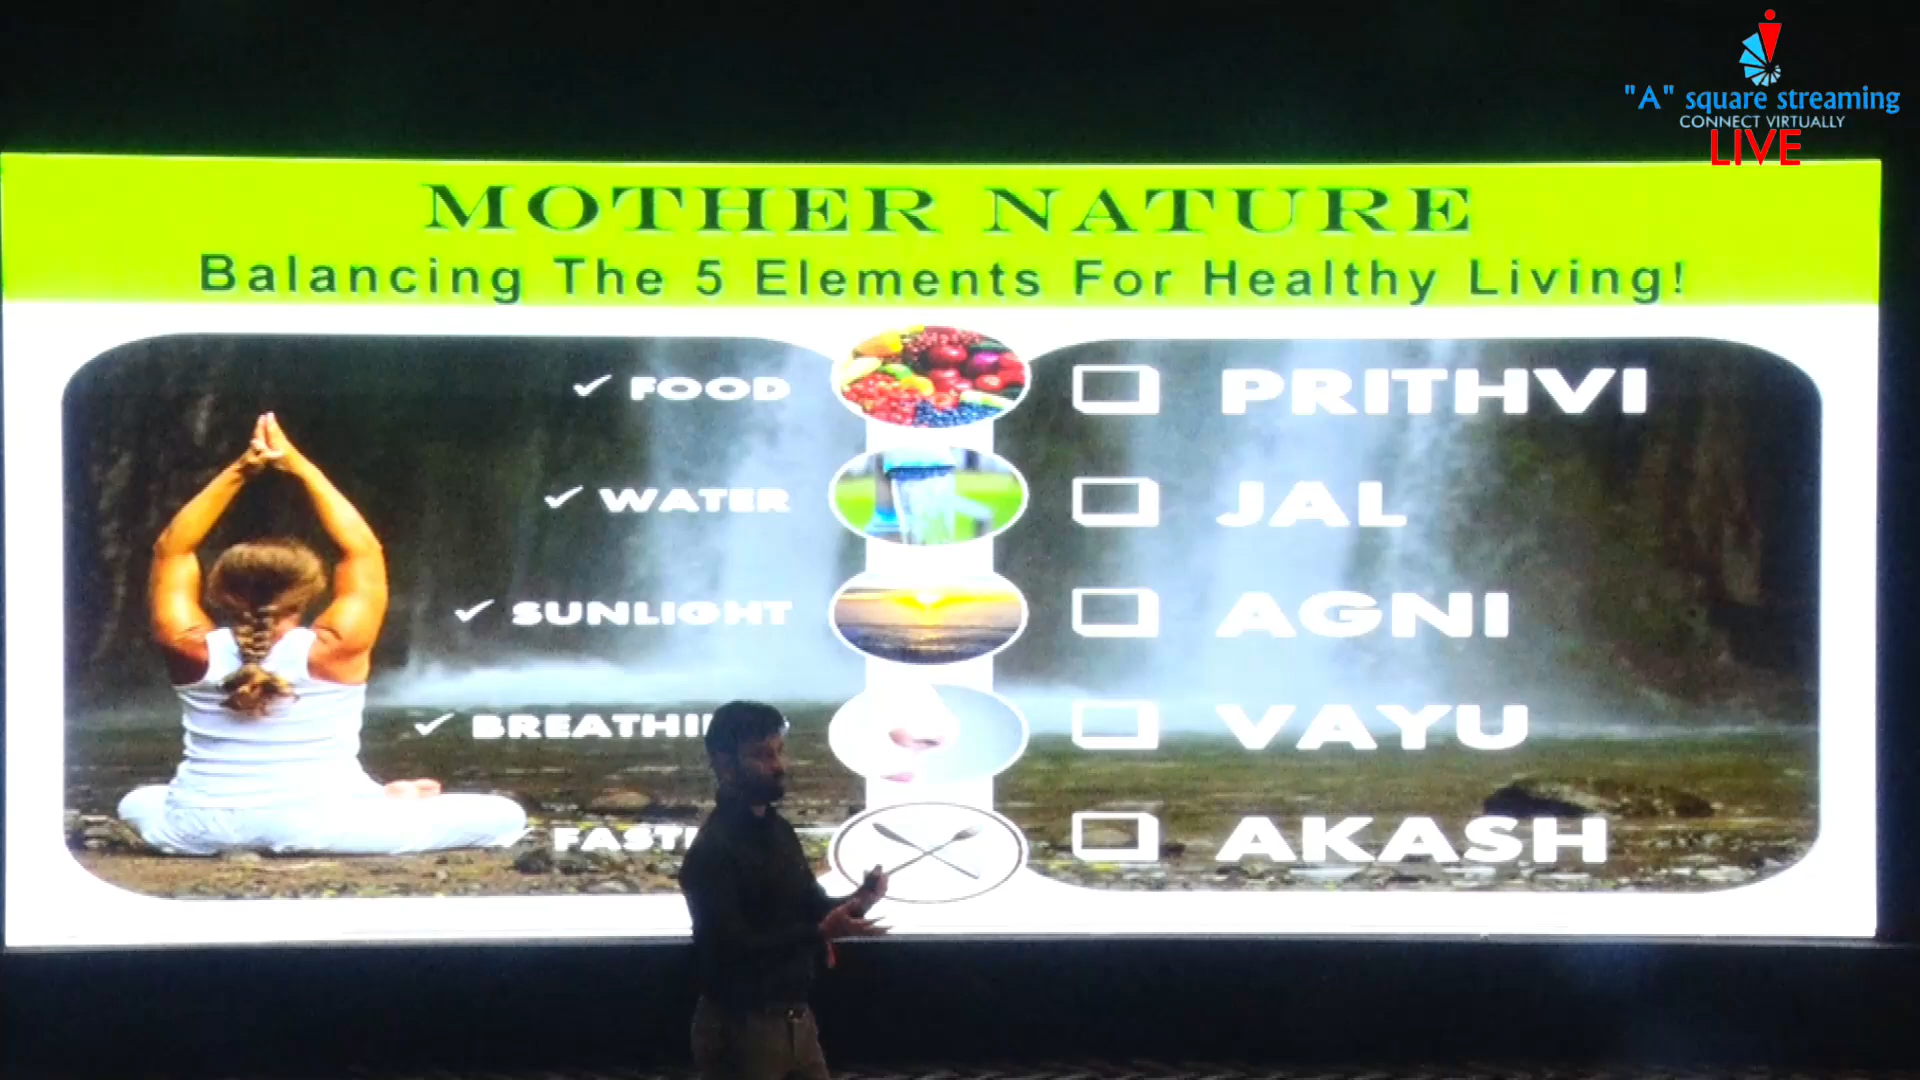 "A" square streaming
CONNECT VIRTUALLY
LIVE
MOTHER NATURE
Balancing The 5 Elements For Healthy Living!
FOOD
PRITHVI
WATER
JAL
SUNLIGHT
AGNI
VAYU
AKASH